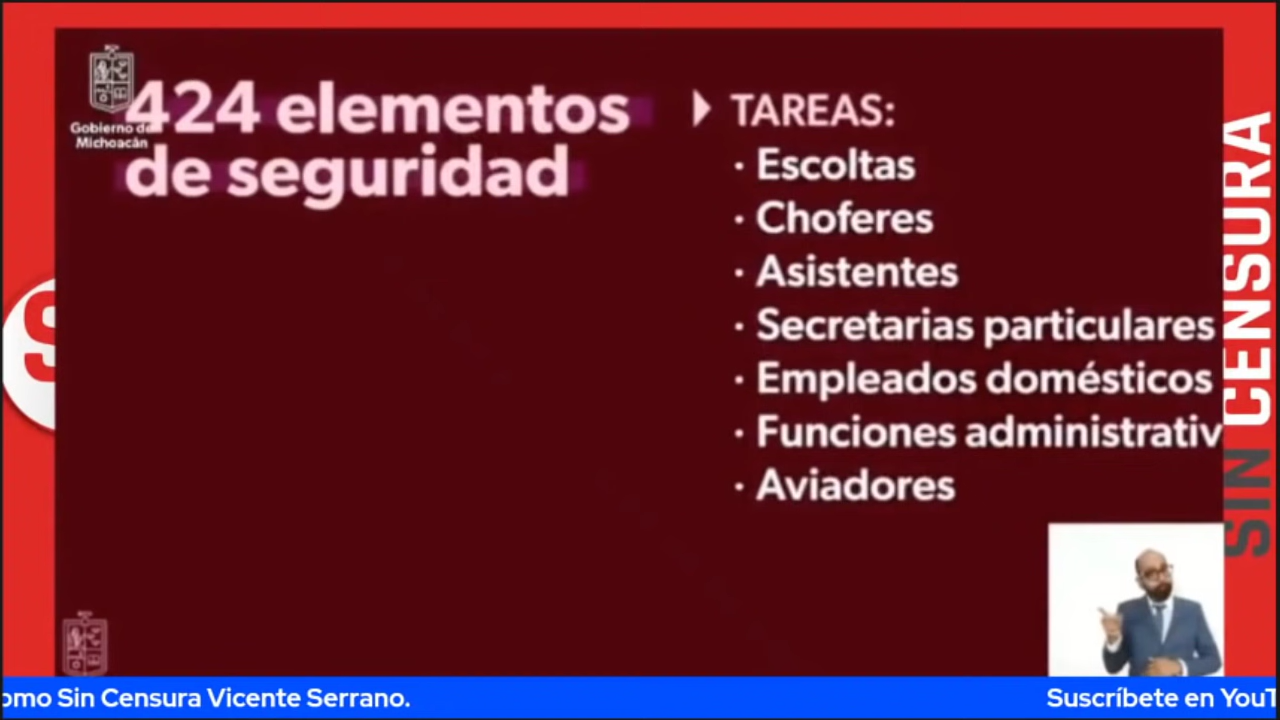 424 elementos
de seguridad
Gobierno de
Michoacán
TAREAS:
· Escoltas
· Choferes
· Asistentes
· Secretarias particulares
· Empleados domésticos
· Funciones administrativ
· Aviadores
S
SIN CENSURA
omo Sin Censura Vicente Serrano.
Suscríbete en YouT